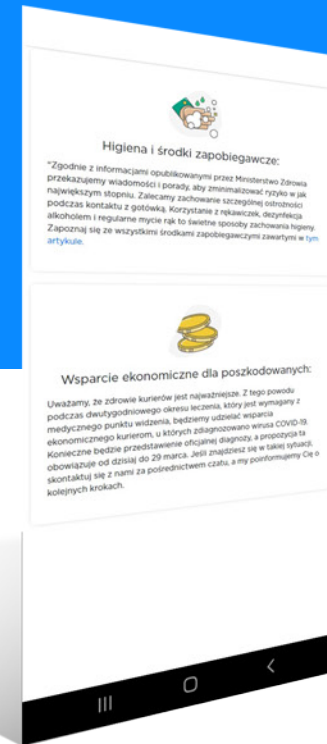 Higiena i środki zapobiegawcze:
"Zgodnie z informacjami opublikowanymi przez Ministerstwo Zdrowia
przekazujemy wiadomości i porady, aby zminimalizować ryzyko w jak
największym stopniu. Zalecamy zachowanie szczególnej ostrożności
podczas kontaktu z gotówką. Korzystanie z rękawiczek, dezynfekcja
alkoholem i regularne mycie rąk to świetne sposoby zachowania higieny.
Zapoznaj się ze wszystkimi środkami zapobiegawczymi zawartymi w tym
artykule.
Wsparcie ekonomiczne dla poszkodowanych:
Uważamy, że zdrowie kurierów jest najważniejsze. Z tego powodu
podczas dwutygodniowego okresu leczenia, który jest wymagany z
medycznego punktu widzenia, będziemy udzielać wsparcia
ekonomicznego kurierom, u których zdiagnozowano wirusa COVID-19.
Konieczne będzie przedstawienie oficjalnej diagnozy, a propozycja ta
obowiązuje od dzisiaj do 29 marca. Jeśli znajdziesz się w takiej sytuacji,
skontaktuj się z nami za pośrednictwem czatu, a my poinformujemy Cię o
kolejnych krokach.